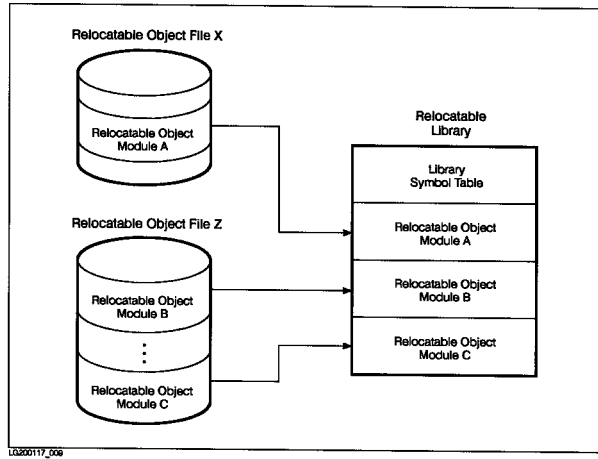 Relocatable Object File X
Relocatable Object
Module A
Relocatable Object File Z
Relocatable Object
Module B
Relocatable Object
Module C
Relocatable
Library
Library
Symbol Table
Relocatable Object
Module A
Relocatable Object
Module B
Relocatable Object
Module C
LG200117_009